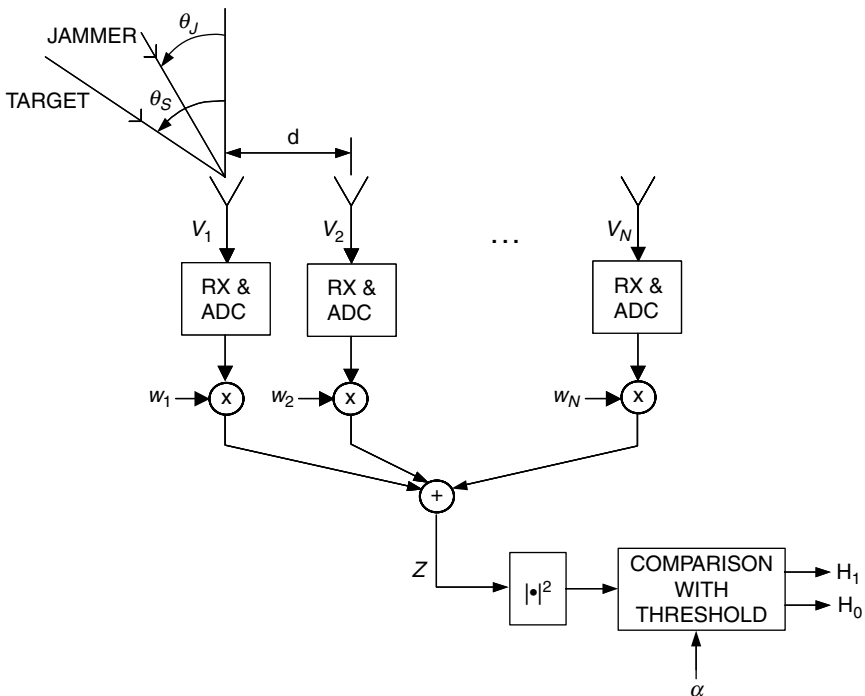 θJ
JAMMER
θS
TARGET
d
V1
V2
...
VN
RX &
ADC
RX &
ADC
RX &
ADC
w1
x
w2
x
wN
x
+
Z
|•|²
COMPARISON
WITH
THRESHOLD
H1
H0
α